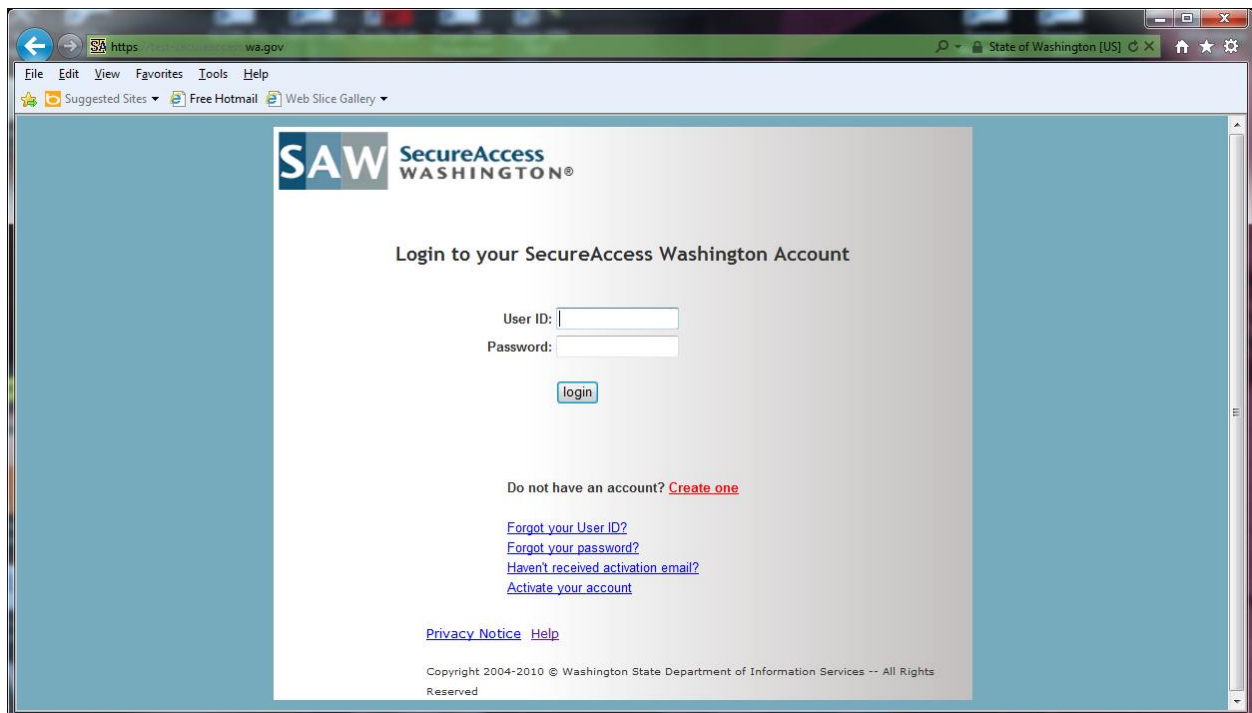 SA https wa.gov State of Washington [US]
File Edit View Favorites Tools Help
Suggested Sites Free Hotmail Web Slice Gallery
SAW SecureAccess
WASHINGTON®
Login to your SecureAccess Washington Account
User ID:
Password:
login
Do not have an account? Create one
Forgot your User ID?
Forgot your password?
Haven't received activation email?
Activate your account
Privacy Notice Help
Copyright 2004-2010 © Washington State Department of Information Services -- All Rights
Reserved